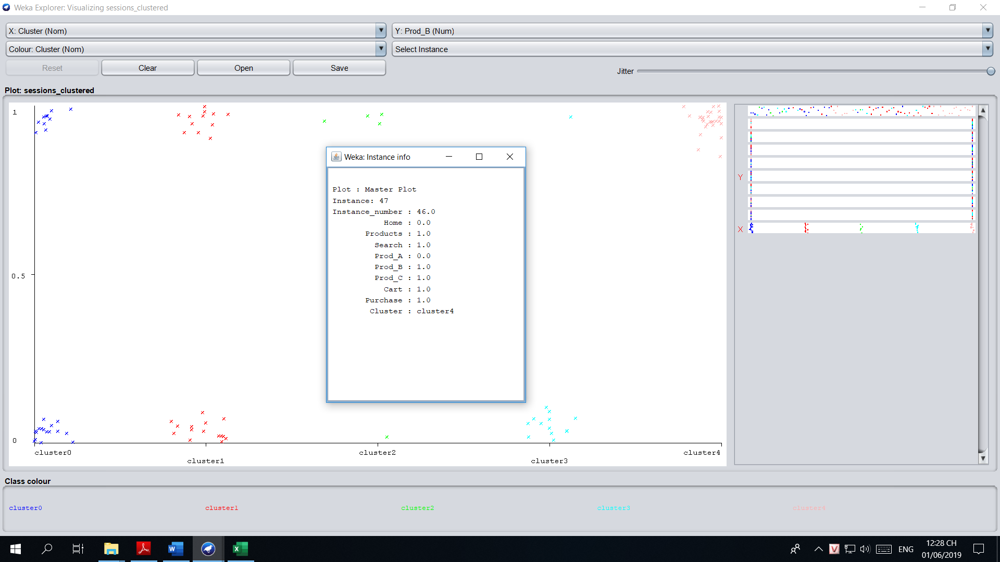 Weka Explorer: Visualizing sessions_clustered
X: Cluster (Nom)
Y: Prod_B (Num)
Colour: Cluster (Nom)
Select Instance
Reset
Clear
Open
Save
Jitter
Plot: sessions_clustered
1
0.5
0
cluster0
cluster1
cluster2
cluster3
cluster4
Y
X
Weka: Instance info
Plot : Master Plot
Instance: 47
Instance_number : 46.0
Home : 0.0
Products : 1.0
Search : 1.0
Prod_A : 0.0
Prod_B : 1.0
Prod_C : 1.0
Cart : 1.0
Purchase : 1.0
Cluster : cluster4
Class colour
cluster0
cluster1
cluster2
cluster3
cluster4
ENG
12:28 CH
01/06/2019